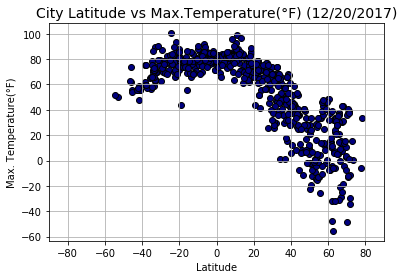 City Latitude vs Max.Temperature(°F) (12/20/2017)
100
80
60
40
20
0
−20
−40
−60
Max. Temperature(°F)
−80 −60 −40 −20 0 20 40 60 80
Latitude